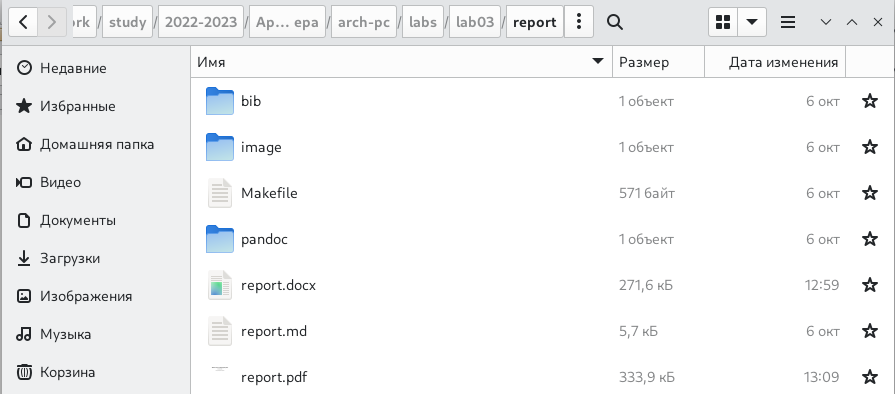 ork / study / 2022-2023 / Ap... ера / arch-pc / labs / lab03 / report
Имя Размер Дата изменения
Недавние
Избранные
Домашняя папка
Видео
Документы
Загрузки
Изображения
Музыка
Корзина
bib 1 объект 6 окт
image 1 объект 6 окт
Makefile 571 байт 6 окт
pandoc 1 объект 6 окт
report.docx 271,6 кБ 12:59
report.md 5,7 кБ 6 окт
report.pdf 333,9 кБ 13:09